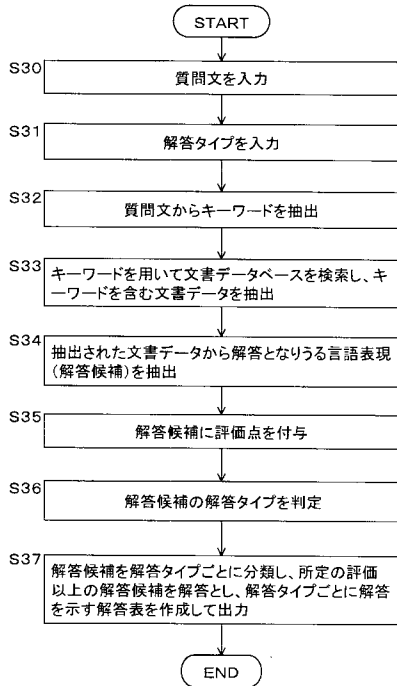 START
S30
質問文を入力
S31
解答タイプを入力
S32
質問文からキーワードを抽出
S33
キーワードを用いて文書データベースを検索し、キ
ーワードを含む文書データを抽出
S34
抽出された文書データから解答となりうる言語表現
(解答候補)を抽出
S35
解答候補に評価点を付与
S36
解答候補の解答タイプを判定
S37
解答候補を解答タイプごとに分類し、所定の評価
以上の解答候補を解答とし、解答タイプごとに解答
を示す解答表を作成して出力
END